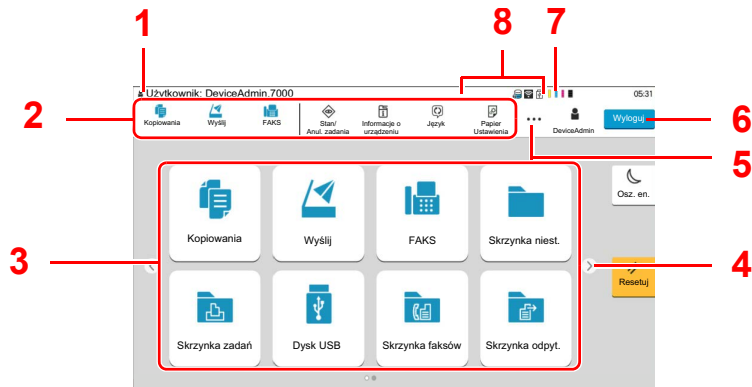 1
8
7
Użytkownik: DeviceAdmin.7000
05:31
2
Kopiowania
Wyślij
FAKS
Stan/
Anul. zadania
Informacje o
urządzeniu
Język
Papier
Ustawienia
DeviceAdmin
Wyloguj
6
5
Osz. en.
Kopiowania
Wyślij
FAKS
Skrzynka niest.
3
4
Resetuj
Skrzynka zadań
Dysk USB
Skrzynka faksów
Skrzynka odpyt.